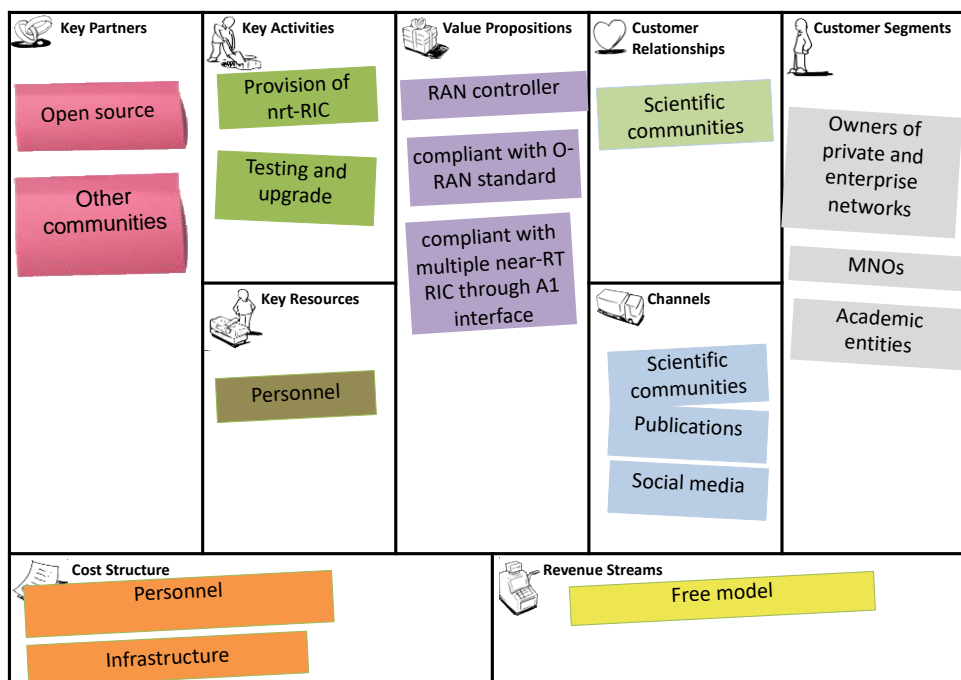 Key Partners
Open source
Other
communities
Key Activities
Provision of
nrt-RIC
Testing and
upgrade
Key Resources
Personnel
Value Propositions
RAN controller
compliant with O-
RAN standard
compliant with
multiple near-RT
RIC through A1
interface
Customer
Relationships
Scientific
communities
Channels
Scientific
communities
Publications
Social media
Customer Segments
Owners of
private and
enterprise
networks
MNOs
Academic
entities
Cost Structure
Personnel
Infrastructure
Revenue Streams
Free model